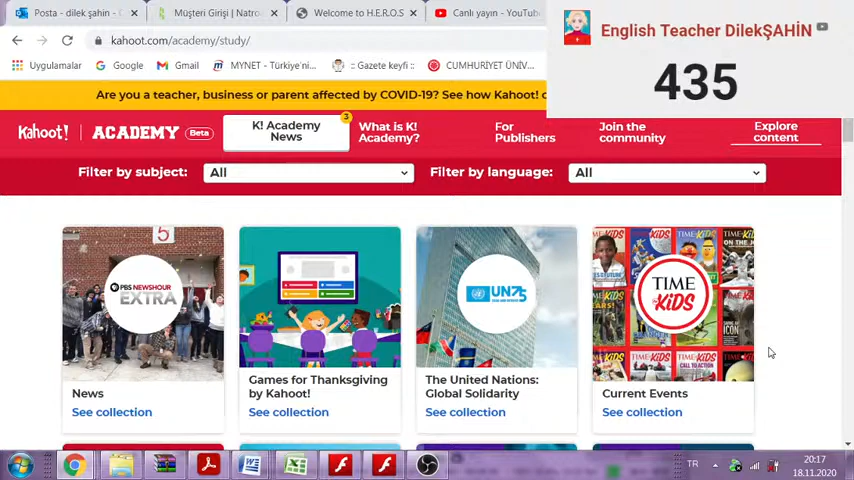 Posta - dilek şahin - C
Müşteri Girişi | Natro
Welcome to H.E.R.O.S
Canlı yayın - YouTub
English Teacher DilekŞAHİN
435
kahoot.com/academy/study/
Uygulamalar
Google
Gmail
MYNET - Türkiye'ni...
:: Gazete keyfi ::
CUMHURIYET ÜNİV...
Are you a teacher, business or parent affected by COVID-19? See how Kahoot!
Kahoot!
ACADEMY
Beta
K! Academy
News
3
What is K!
Academy?
For
Publishers
Join the
community
Explore
content
Filter by subject:
All
Filter by language:
All
5
PBS NEWSHOUR
EXTRA
UN75
TIME
for KiDS
News
See collection
Games for Thanksgiving
by Kahoot!
See collection
The United Nations:
Global Solidarity
See collection
Current Events
See collection
TR
20:17
18.11.2020